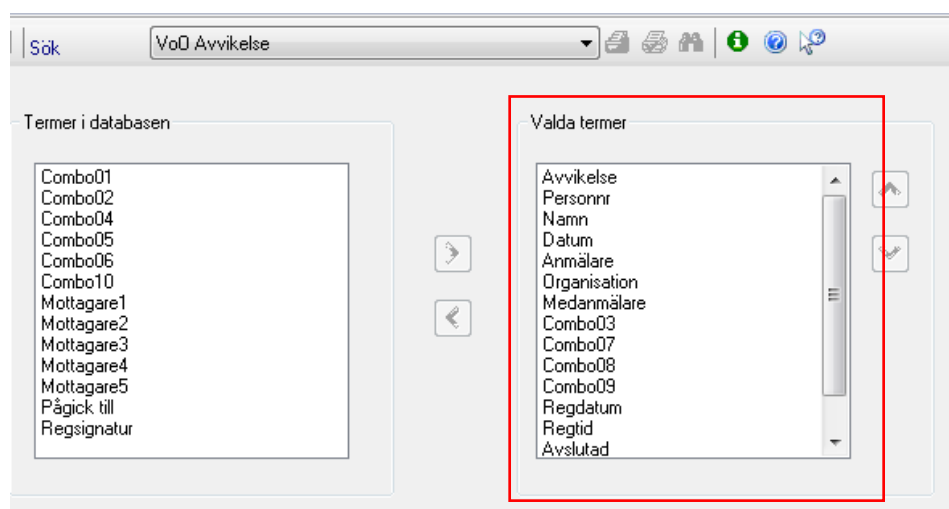 Sök
VoO Avvikelse
Termer i databasen
Combo01
Combo02
Combo04
Combo05
Combo06
Combo10
Mottagare1
Mottagare2
Mottagare3
Mottagare4
Mottagare5
Pågick till
Regsignatur
Valda termer
Avvikelse
Personnr
Namn
Datum
Anmälare
Organisation
Medanmälare
Combo03
Combo07
Combo08
Combo09
Regdatum
Regtid
Avslutad